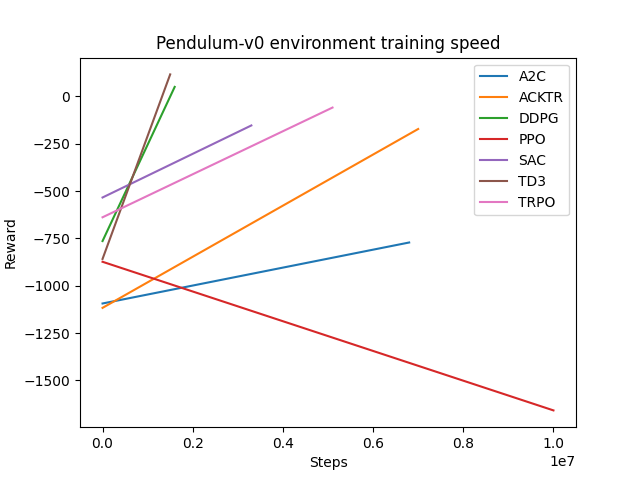 Pendulum-v0 environment training speed
A2C
ACKTR
DDPG
PPO
SAC
TD3
TRPO
0
−250
−500
−750
−1000
−1250
−1500
Reward
0.0 0.2 0.4 0.6 0.8 1.0
1e7
Steps